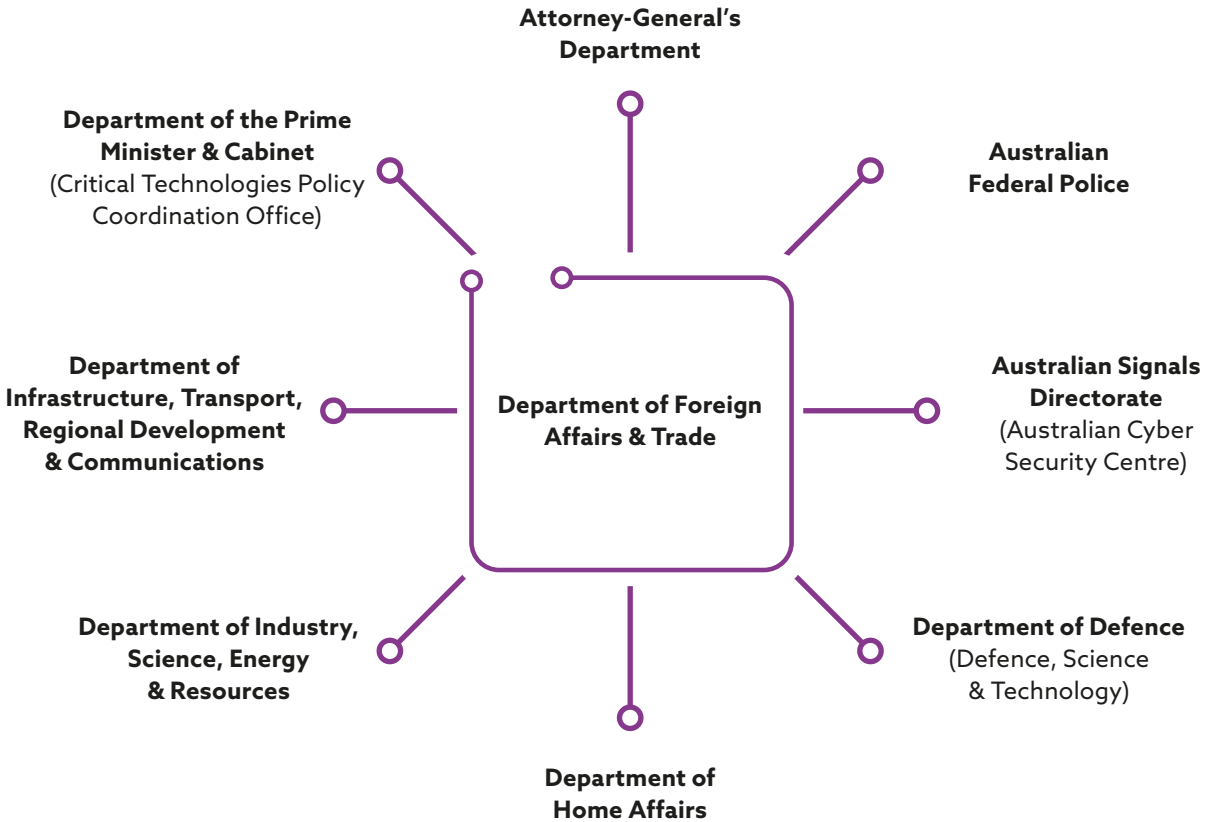 Attorney-General’s
Department
Department of the Prime
Minister & Cabinet
(Critical Technologies Policy
Coordination Office)
Australian
Federal Police
Department of
Infrastructure, Transport,
Regional Development
& Communications
Department of Foreign
Affairs & Trade
Australian Signals
Directorate
(Australian Cyber
Security Centre)
Department of Industry,
Science, Energy
& Resources
Department of Defence
(Defence, Science
& Technology)
Department of
Home Affairs